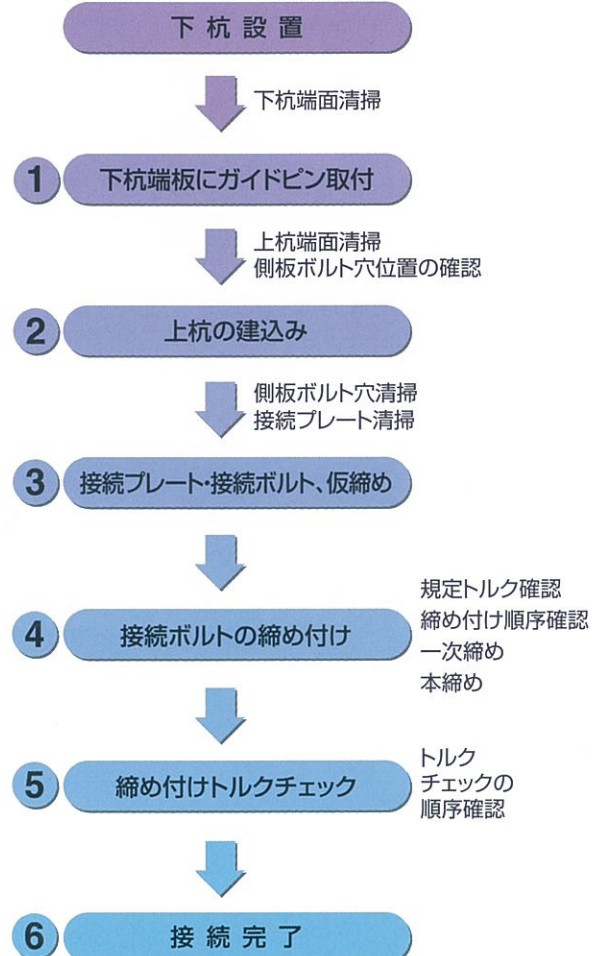 下杭設置
下杭端面清掃
1 下杭端板にガイドピン取付
上杭端面清掃
側板ボルト穴位置の確認
2 上杭の建込み
側板ボルト穴清掃
接続プレート清掃
3 接続プレート・接続ボルト、仮締め
4 接続ボルトの締め付け
規定トルク確認
締め付け順序確認
一次締め
本締め
5 締め付けトルクチェック
トルク
チェックの
順序確認
6 接続完了